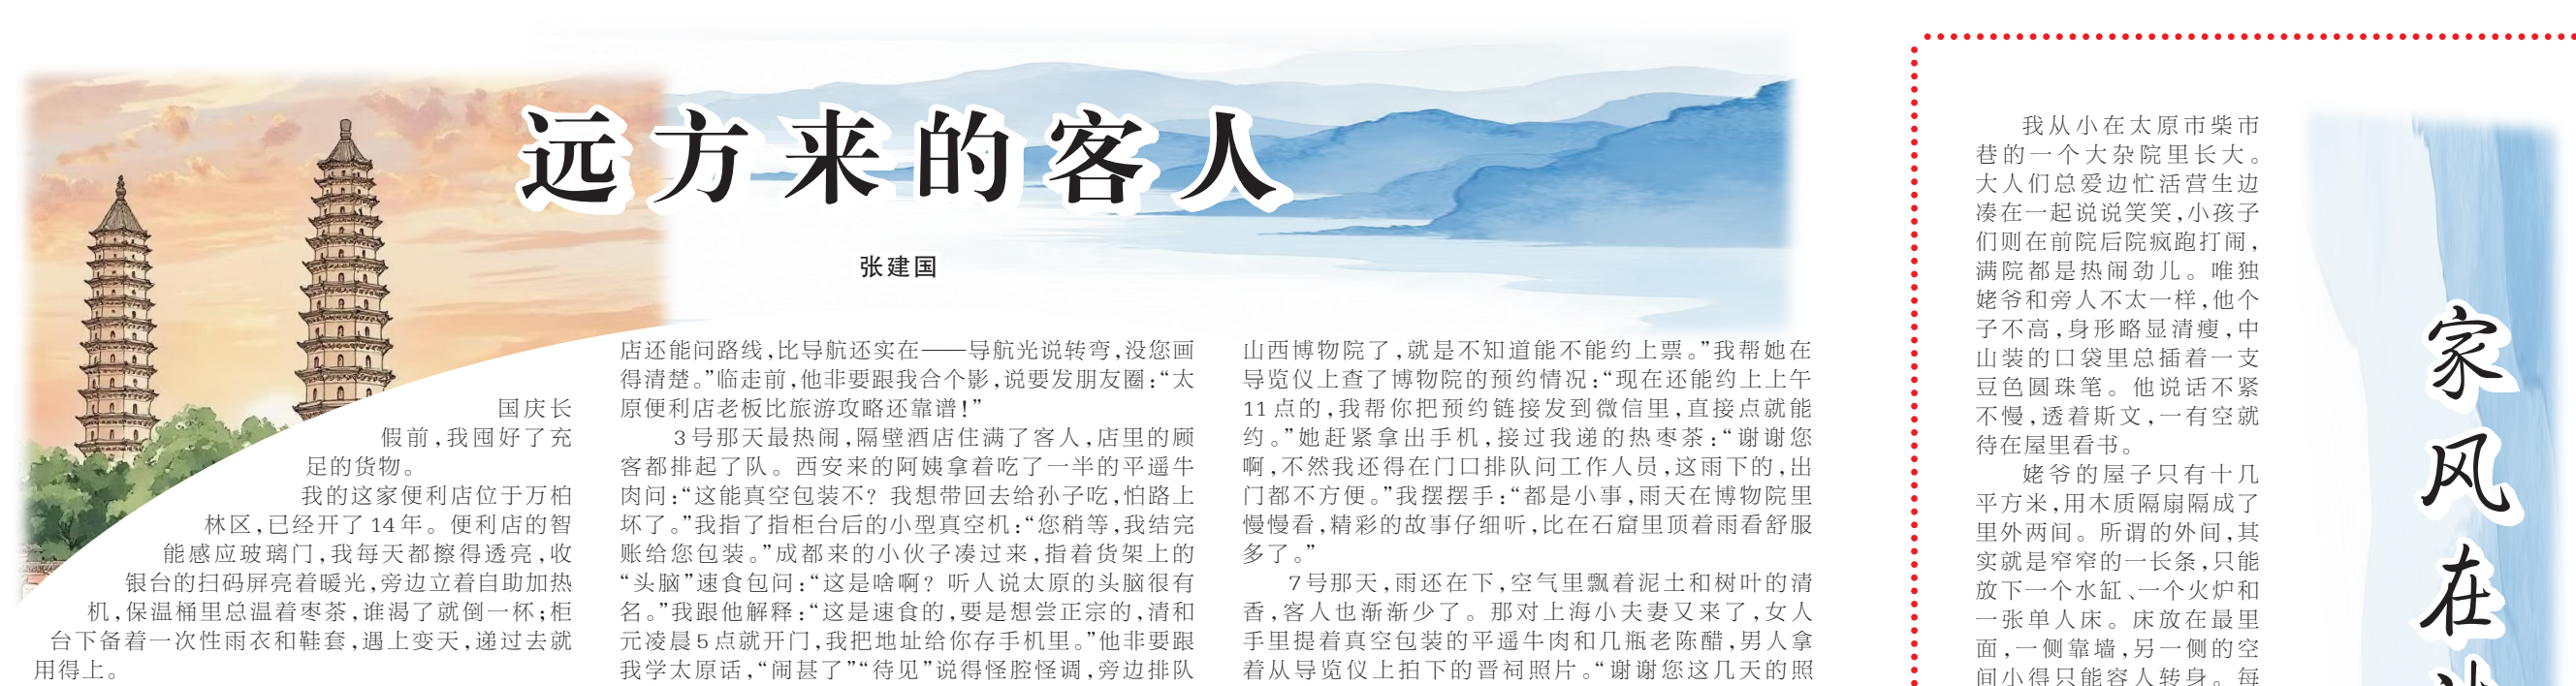 远方来的客人
张建国
国庆长
假前，我囤好了充
足的货物。
我的这家便利店位于万柏
林区，已经开了14年。便利店的智
能感应玻璃门，我每天都擦得透亮，收
银台的扫码屏亮着暖光，旁边立着自助加热
机，保温桶里总温着枣茶，谁渴了就倒一杯；柜
台下备着一次性雨衣和鞋套，遇上变天，递过去就
用得上。
店还能问路线，比导航还实在——导航光说转弯，没您画
得清楚。”临走前，他非要跟我合个影，说要发朋友圈：“太
原便利店老板比旅游攻略还靠谱！”
3号那天最热闹，隔壁酒店住满了客人，店里的顾
客都排起了队。西安来的阿姨拿着吃了一半的平遥牛
肉问：“这能真空包装不？我想带回去给孙子吃，怕路上
坏了。”我指了指柜台后的小型真空机：“您稍等，我结完
账给您包装。”成都来的小伙子凑过来，指着货架上的
“头脑”速食包问：“这是啥啊？听人说太原的头脑很有
名。”我跟他解释：“这是速食的，要是想尝正宗的，清和
元凌晨5点就开门，我把地址给你存手机里。”他非要跟
我学太原话，“闹甚了”“待见”说得怪腔怪调，旁边排队
山西博物院了，就是不知道能不能约上票。”我帮她在
导览仪上查了博物院的预约情况：“现在还能约上上午
11点的，我帮你把预约链接发到微信里，直接点就能
约。”她赶紧拿出手机，接过我递的热枣茶：“谢谢您
啊，不然我还得在门口排队问工作人员，这雨下的，出
门都不方便。”我摆摆手：“都是小事，雨天在博物院里
慢慢看，精彩的故事仔细听，比在石窟里顶着雨看舒服
多了。”
7号那天，雨还在下，空气里飘着泥土和树叶的清
香，客人也渐渐少了。那对上海小夫妻又来了，女人
手里提着真空包装的平遥牛肉和几瓶老陈醋，男人拿
着从导览仪上拍下的晋祠照片。“谢谢您这几天的照
我从小在太原市柴市
巷的一个大杂院里长大。
大人们总爱边忙活营生边
凑在一起说说笑笑，小孩子
们则在前院后院疯跑打闹，
满院都是热闹劲儿。唯独
姥爷和旁人不太一样，他个
子不高，身形略显清瘦，中
山装的口袋里总插着一支
豆色圆珠笔。他说话不紧
不慢，透着斯文，一有空就
待在屋里看书。
姥爷的屋子只有十几
平方米，用木质隔扇隔成了
里外两间。所谓的外间，其
实就是窄窄的一长条，只能
放下一个水缸、一个火炉和
一张单人床。床放在最里
面，一侧靠墙，另一侧的空
间小得只能容人转身。每
家风在